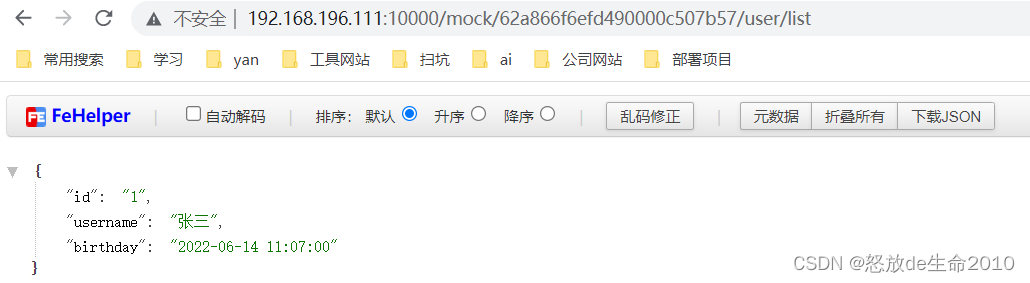 不安全 | 192.168.196.111:10000/mock/62a866f6efd490000c507b57/user/list
常用搜索 学习 yan 工具网站 扫坑 ai 公司网站 部署项目
FE FeHelper | 自动解码 | 排序: 默认 升序 降序 | 乱码修正 | 元数据 折叠所有 下载JSON
{
"id": "1",
"username": "张三",
"birthday": "2022-06-14 11:07:00"
}
CSDN @怒放de生命2010